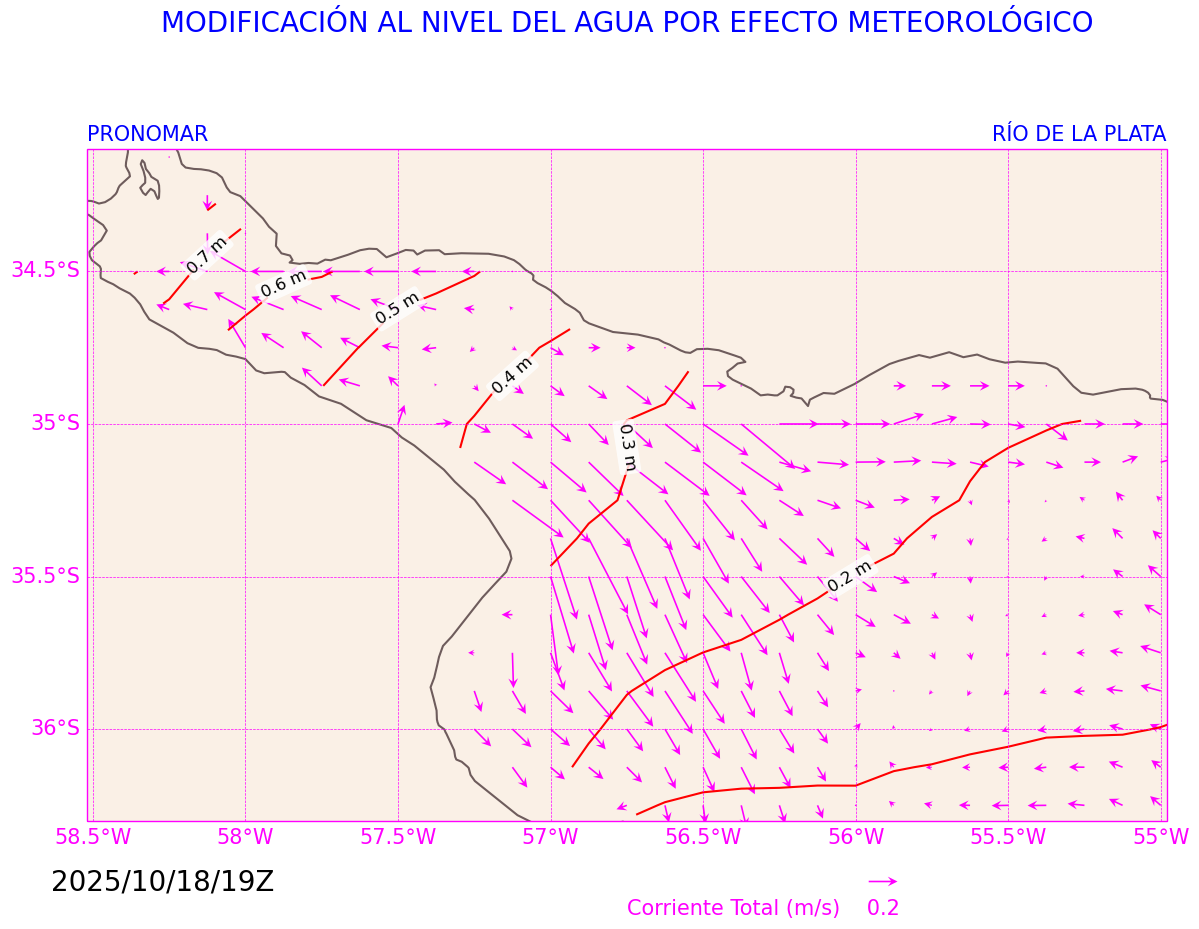 MODIFICACIÓN AL NIVEL DEL AGUA POR EFECTO METEOROLÓGICO
PRONOMAR
RÍO DE LA PLATA
0.7 m
34.5°S
0.6 m
0.5 m
0.4 m
35°S
0.3 m
35.5°S
0.2 m
36°S
58.5°W
58°W
57.5°W
57°W
56.5°W
56°W
55.5°W
55°W
2025/10/18/19Z
Corriente Total (m/s)
0.2